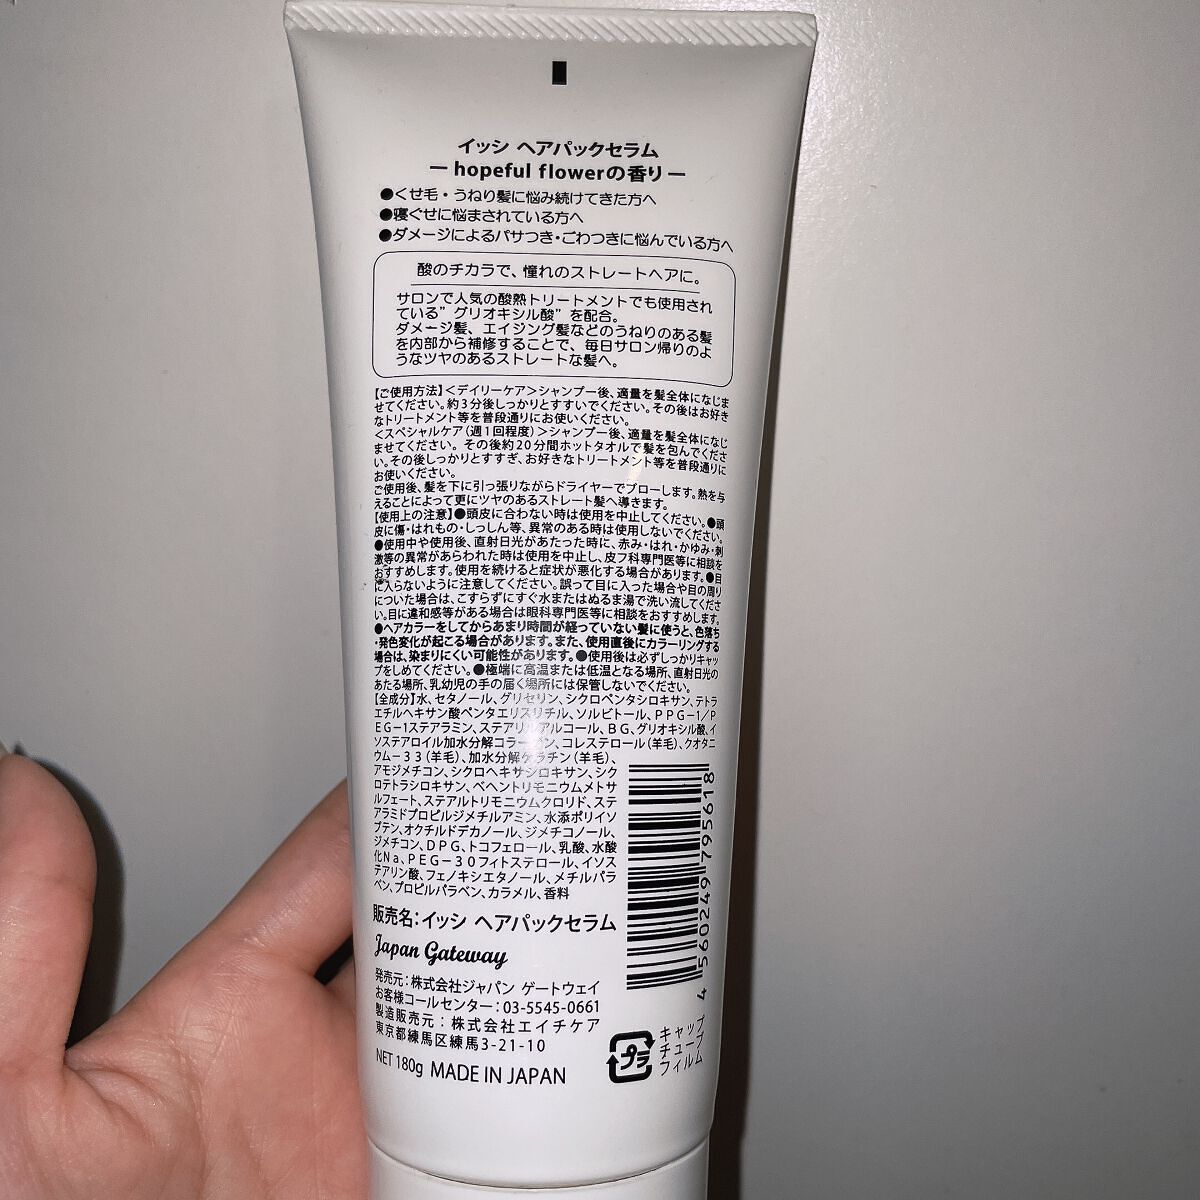 イッシ ヘアパックセラム
— hopeful flowerの香り —
●くせ毛・うねり髪に悩み続けてきた方へ
●寝ぐせに悩まされている方へ
●ダメージによるパサつき・ごわつきに悩んでいる方へ
酸のチカラで、憧れのストレートヘアに。
サロンで人気の酸熱トリートメントでも使用され
ている"グリオキシル酸"を配合。
ダメージ髪、エイジング髪などのうねりのある髪
を内部から補修することで、毎日サロン帰りのよ
うなツヤのあるストレートな髪へ。
【ご使用方法】＜デイリーケア＞シャンプー後、適量を髪全体になじま
せてください。約3分後しっかりとすすいでください。その後はお好き
なトリートメント等を普段通りにお使いください。
＜スペシャルケア(週1回程度)＞シャンプー後、適量を髪全体になじ
ませてください。その後約20分間ホットタオルで髪を包んでくださ
い。その後しっかりとすすぎ、お好きなトリートメント等を普段通りに
お使いください。
ご使用後、髪を下に引っ張りながらドライヤーでブローします。熱を与
えることによって更にツヤのあるストレート髪へ導きます。
【使用上の注意】●頭皮に合わない時は使用を中止してください。●頭
皮に傷・はれもの・しっしん等、異常のある時は使用しないでください。
●使用中や使用後、直射日光があたった時に、赤み・はれ・かゆみ・刺
激等の異常があらわれた時は使用を中止し、皮フ科専門医等に相談を
おすすめします。使用を続けると症状が悪化する場合があります。●目
に入らないように注意してください。誤って目に入った場合や目の周り
についた場合は、こすらずにすぐ水またはぬるま湯で洗い流してくださ
い。目に違和感等がある場合は眼科専門医等に相談をおすすめします。
●ヘアカラーをしてからあまり時間が経っていない髪に使うと、色落ち
・発色変化が起こる場合があります。また、使用直後にカラーリングする
場合は、染まりにくい可能性があります。●使用後は必ずしっかりキャッ
プをしめてください。●極端に高温または低温となる場所、直射日光の
あたる場所、乳幼児の手の届く場所には保管しないでください。
【全成分】水、セタノール、グリセリン、シクロペンタシロキサン、テトラ
エチルヘキサン酸ペンタエリスリチル、ソルビトール、PPG-1/P
EG-1ステアラミン、ステアリルアルコール、BG、グリオキシル酸、イ
ソステアロイル加水分解コラーゲン、コレステロール(羊毛)、クオタニ
ウム-33(羊毛)、加水分解ケラチン(羊毛)、
アモジメチコン、シクロヘキサシロキサン、シク
ロテトラシロキサン、ベヘントリモニウムメトサ
ルフェート、ステアルトリモニウムクロリド、ステ
アラミドプロピルジメチルアミン、水添ポリイソ
ブテン、オクチルドデカノール、ジメチコノール、
ジメチコン、DPG、トコフェロール、乳酸、水酸
化Na、PEG-30フィトステロール、イソス
テアリン酸、フェノキシエタノール、メチルパラ
ベン、プロピルパラベン、カラメル、香料
販売名:イッシ ヘアパックセラム
Japan Gateway
発売元:株式会社ジャパン ゲートウェイ
お客様コールセンター:03-5545-0661
製造販売元:株式会社エイチケア
東京都練馬区練馬3-21-10
NET 180g MADE IN JAPAN
4 560249 795618
プラ
キャップ
チューブ
フィルム